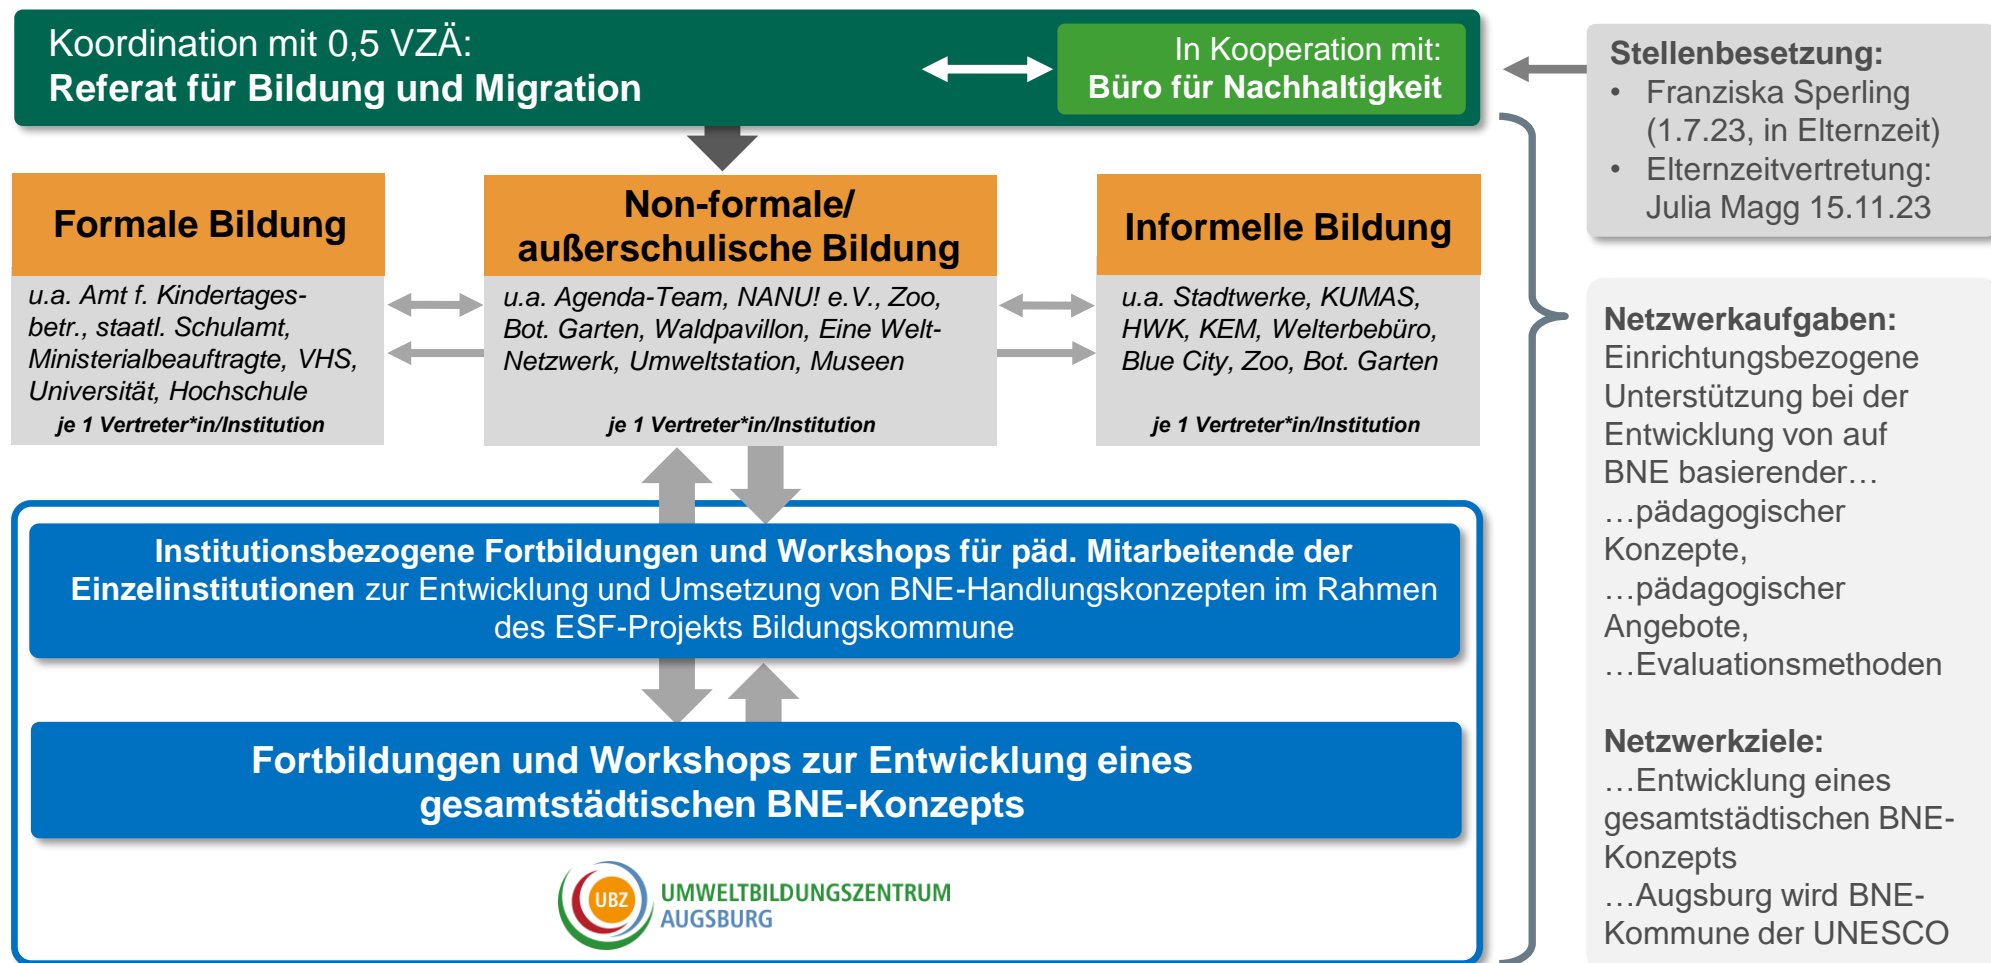 Koordination mit 0,5 VZÄ:
Referat für Bildung und Migration
In Kooperation mit:
Büro für Nachhaltigkeit
Stellenbesetzung:
• Franziska Sperling
(1.7.23, in Elternzeit)
• Elternzeitvertretung:
Julia Magg 15.11.23
Formale Bildung
u.a. Amt f. Kindertages-
betr., staatl. Schulamt,
Ministerialbeauftragte, VHS,
Universität, Hochschule
je 1 Vertreter*in/Institution
Non-formale/
außerschulische Bildung
u.a. Agenda-Team, NANU! e.V., Zoo,
Bot. Garten, Waldpavillon, Eine Welt-
Netzwerk, Umweltstation, Museen
je 1 Vertreter*in/Institution
Informelle Bildung
u.a. Stadtwerke, KUMAS,
HWK, KEM, Welterbebüro,
Blue City, Zoo, Bot. Garten
je 1 Vertreter*in/Institution
Institutionsbezogene Fortbildungen und Workshops für päd. Mitarbeitende der
Einzelinstitutionen zur Entwicklung und Umsetzung von BNE-Handlungskonzepten im Rahmen
des ESF-Projekts Bildungskommune
Fortbildungen und Workshops zur Entwicklung eines
gesamtstädtischen BNE-Konzepts
UBZ
UMWELTBILDUNGSZENTRUM
AUGSBURG
Netzwerkaufgaben:
Einrichtungsbezogene
Unterstützung bei der
Entwicklung von auf
BNE basierender…
…pädagogischer
Konzepte,
…pädagogischer
Angebote,
…Evaluationsmethoden
Netzwerkziele:
…Entwicklung eines
gesamtstädtischen BNE-
Konzepts
…Augsburg wird BNE-
Kommune der UNESCO